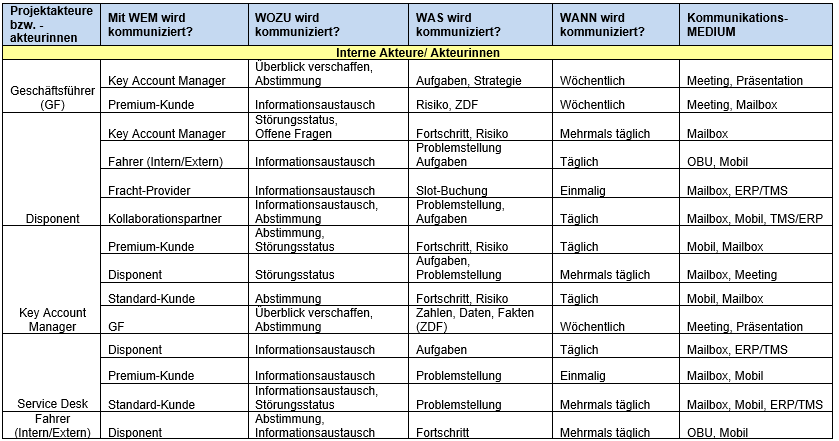 Projektakteure bzw. - akteurinnen | Mit WEM wird kommuniziert? | WOZU wird kommuniziert? | WAS wird kommuniziert? | WANN wird kommuniziert? | Kommunikations- MEDIUM
Interne Akteure/ Akteurinnen
Geschäftsführer (GF) | Key Account Manager | Überblick verschaffen, Abstimmung | Aufgaben, Strategie | Wöchentlich | Meeting, Präsentation
Premium-Kunde | Informationsaustausch | Risiko, ZDF | Wöchentlich | Meeting, Mailbox
Disponent | Key Account Manager | Störungsstatus, Offene Fragen | Fortschritt, Risiko | Mehrmals täglich | Mailbox
Fahrer (Intern/Extern) | Informationsaustausch | Problemstellung Aufgaben | Täglich | OBU, Mobil
Fracht-Provider | Informationsaustausch | Slot-Buchung | Einmalig | Mailbox, ERP/TMS
Kollaborationspartner | Informationsaustausch, Abstimmung | Problemstellung, Aufgaben | Täglich | Mailbox, Mobil, TMS/ERP
Key Account Manager | Premium-Kunde | Abstimmung, Störungsstatus | Fortschritt, Risiko | Täglich | Mobil, Mailbox
Disponent | Störungsstatus | Aufgaben, Problemstellung | Mehrmals täglich | Mailbox, Meeting
Standard-Kunde | Abstimmung | Fortschritt, Risiko | Täglich | Mobil, Mailbox
GF | Überblick verschaffen, Abstimmung | Zahlen, Daten, Fakten (ZDF) | Wöchentlich | Meeting, Präsentation
Service Desk | Disponent | Informationsaustausch | Aufgaben | Täglich | Mailbox, ERP/TMS
Premium-Kunde | Informationsaustausch | Problemstellung | Einmalig | Mailbox, Mobil
Standard-Kunde | Informationsaustausch, Störungsstatus | Problemstellung | Mehrmals täglich | Mailbox, Mobil, ERP/TMS
Fahrer (Intern/Extern) | Disponent | Abstimmung, Informationsaustausch | Fortschritt | Mehrmals täglich | OBU, Mobil